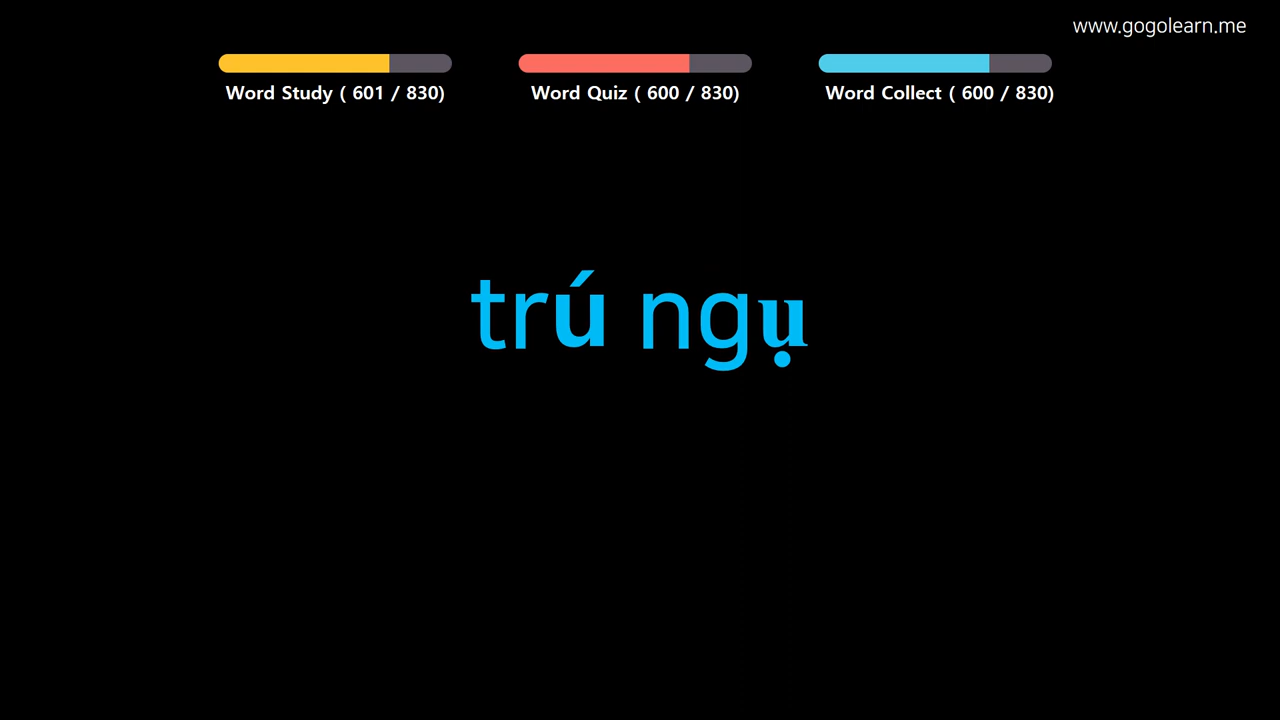 www.gogolearn.me
Word Study ( 601 / 830)
Word Quiz ( 600 / 830)
Word Collect ( 600 / 830)
trú ngụ